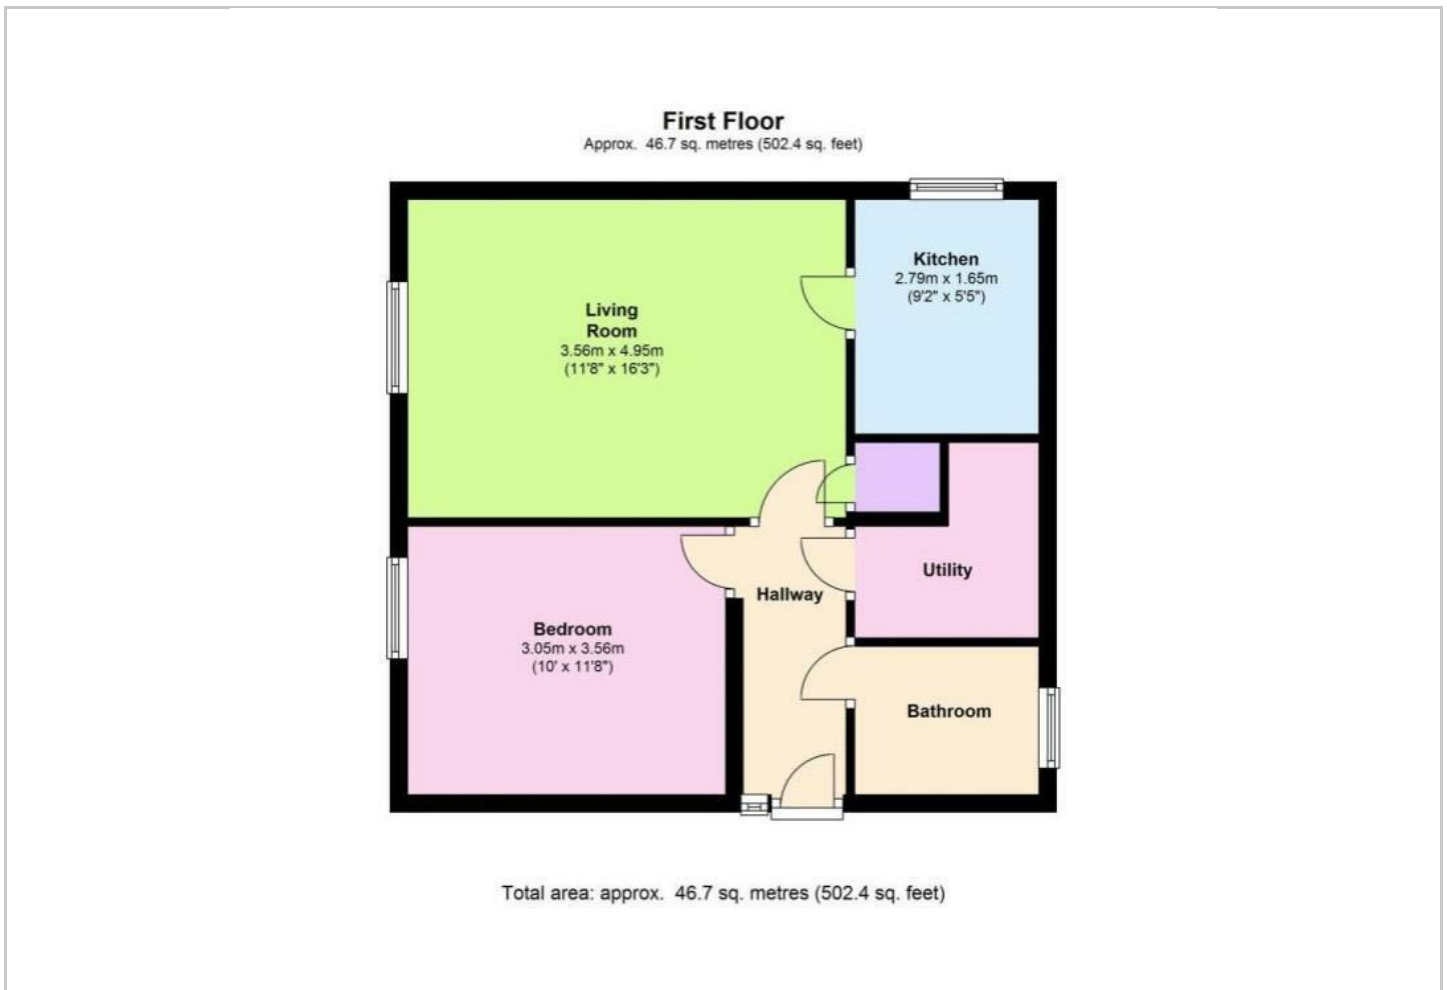 First Floor
Approx. 46.7 sq. metres (502.4 sq. feet)
Kitchen
2.79m x 1.65m
(9'2" x 5'5")
Living
Room
3.56m x 4.95m
(11'8" x 16'3")
Utility
Hallway
Bedroom
3.05m x 3.56m
(10' x 11'8")
Bathroom
Total area: approx. 46.7 sq. metres (502.4 sq. feet)